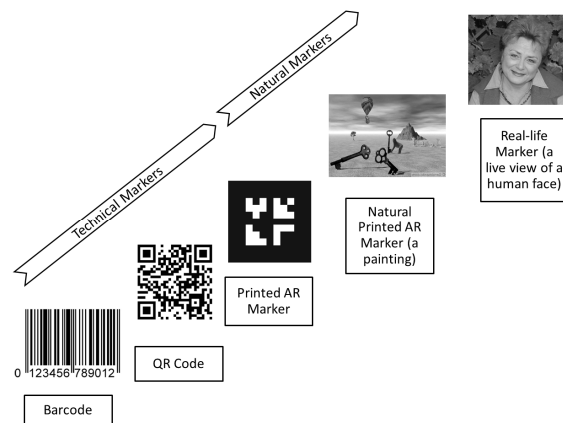 Natural Markers
Technical Markers
Real-life
Marker (a
live view of a
human face)
Natural
Printed AR
Marker (a
painting)
Printed AR
Marker
QR Code
0 123456 789012
Barcode